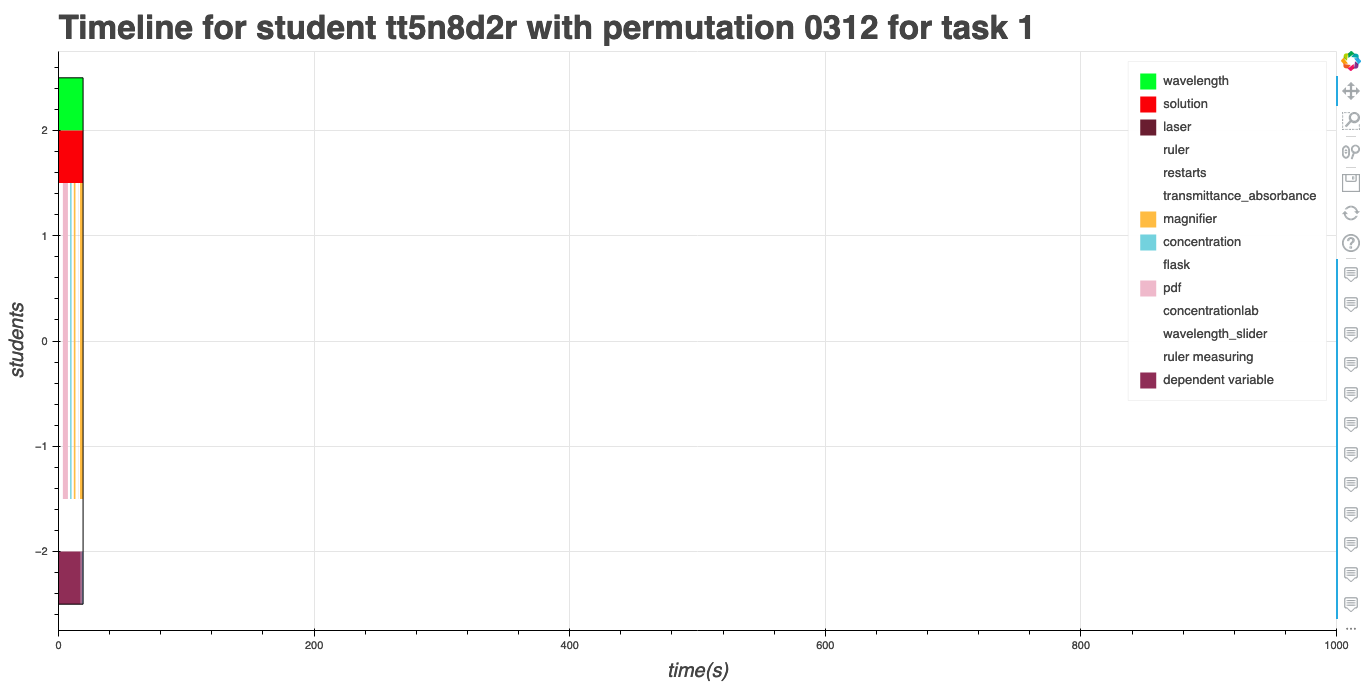 Timeline for student tt5n8d2r with permutation 0312 for task 1
wavelength
solution
laser
ruler
restarts
transmittance_absorbance
magnifier
concentration
flask
pdf
concentrationlab
wavelength_slider
ruler measuring
dependent variable
students
2
1
0
−1
−2
0 200 400 600 800 1000
time(s)